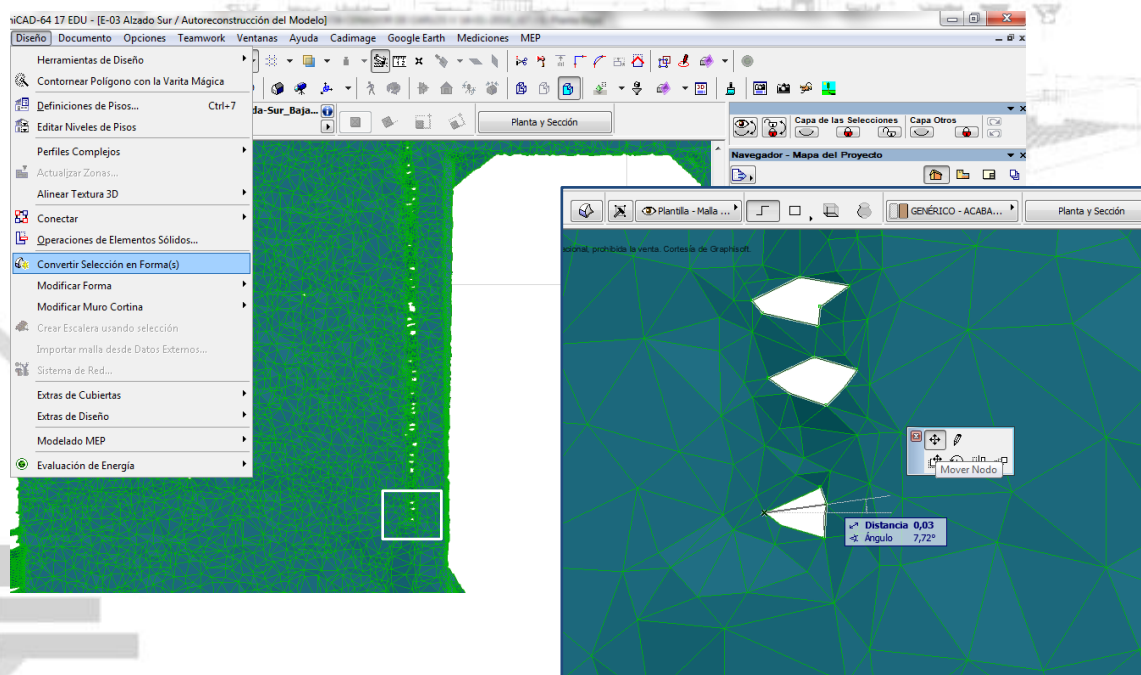 niCAD-64 17 EDU - [E-03 Alzado Sur / Autoreconstrucción del Modelo]
Diseño Documento Opciones Teamwork Ventanas Ayuda Cadimage Google Earth Mediciones MEP
Herramientas de Diseño
Contornear Polígono con la Varita Mágica
Definiciones de Pisos... Ctrl+7
Editar Niveles de Pisos
Perfiles Complejos
Actualizar Zonas...
Alinear Textura 3D
Conectar
Operaciones de Elementos Sólidos...
Convertir Selección en Forma(s)
Modificar Forma
Modificar Muro Cortina
Crear Escalera usando selección
Importar malla desde Datos Externos...
Sistema de Red...
Extras de Cubiertas
Extras de Diseño
Modelado MEP
Evaluación de Energía
da-Sur_Baja...
Planta y Sección
Capa de las Selecciones Capa Otros
Navegador - Mapa del Proyecto
Plantilla - Malla ...
GENÉRICO - ACABA...
Planta y Sección
cional, prohibida la venta. Cortesía de Graphisoft.
Mover Nodo
Distancia 0,03
Ángulo 7,72°